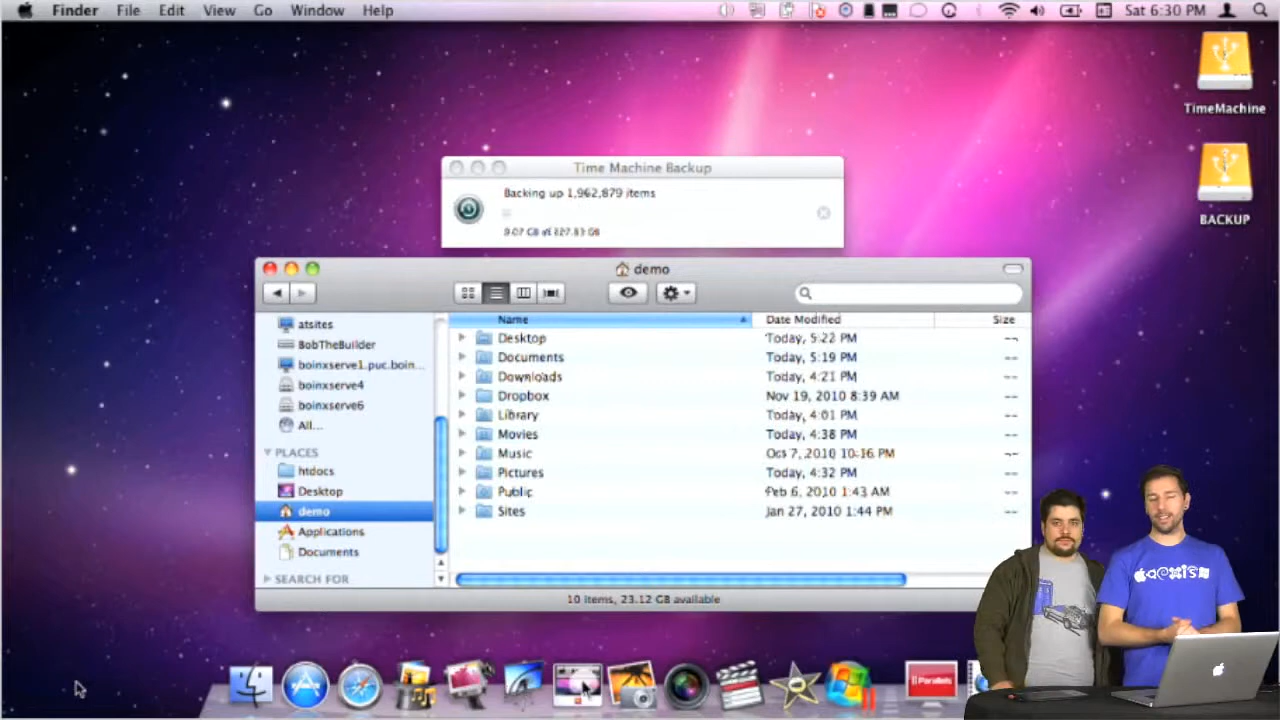 Finder File Edit View Go Window Help Sat 6:30 PM
TimeMachine
BACKUP
Time Machine Backup
Backing up 1,962,879 items
demo
Name Date Modified Size
atsites
BobTheBuilder
boinxserve1.puc.boin...
boinxserve4
boinxserve6
All...
PLACES
htdocs
Desktop
demo
Applications
Documents
SEARCH FOR
Desktop Today, 5:22 PM --
Documents Today, 5:19 PM --
Downloads Today, 4:21 PM --
Dropbox Nov 19, 2010 8:39 AM --
Library Today, 4:01 PM --
Movies Today, 4:38 PM --
Music Oct 7, 2010 10:16 PM --
Pictures Today, 4:32 PM --
Public Feb 6, 2010 1:43 AM --
Sites Jan 27, 2010 1:44 PM --
10 items, 23.12 GB available
Parallels